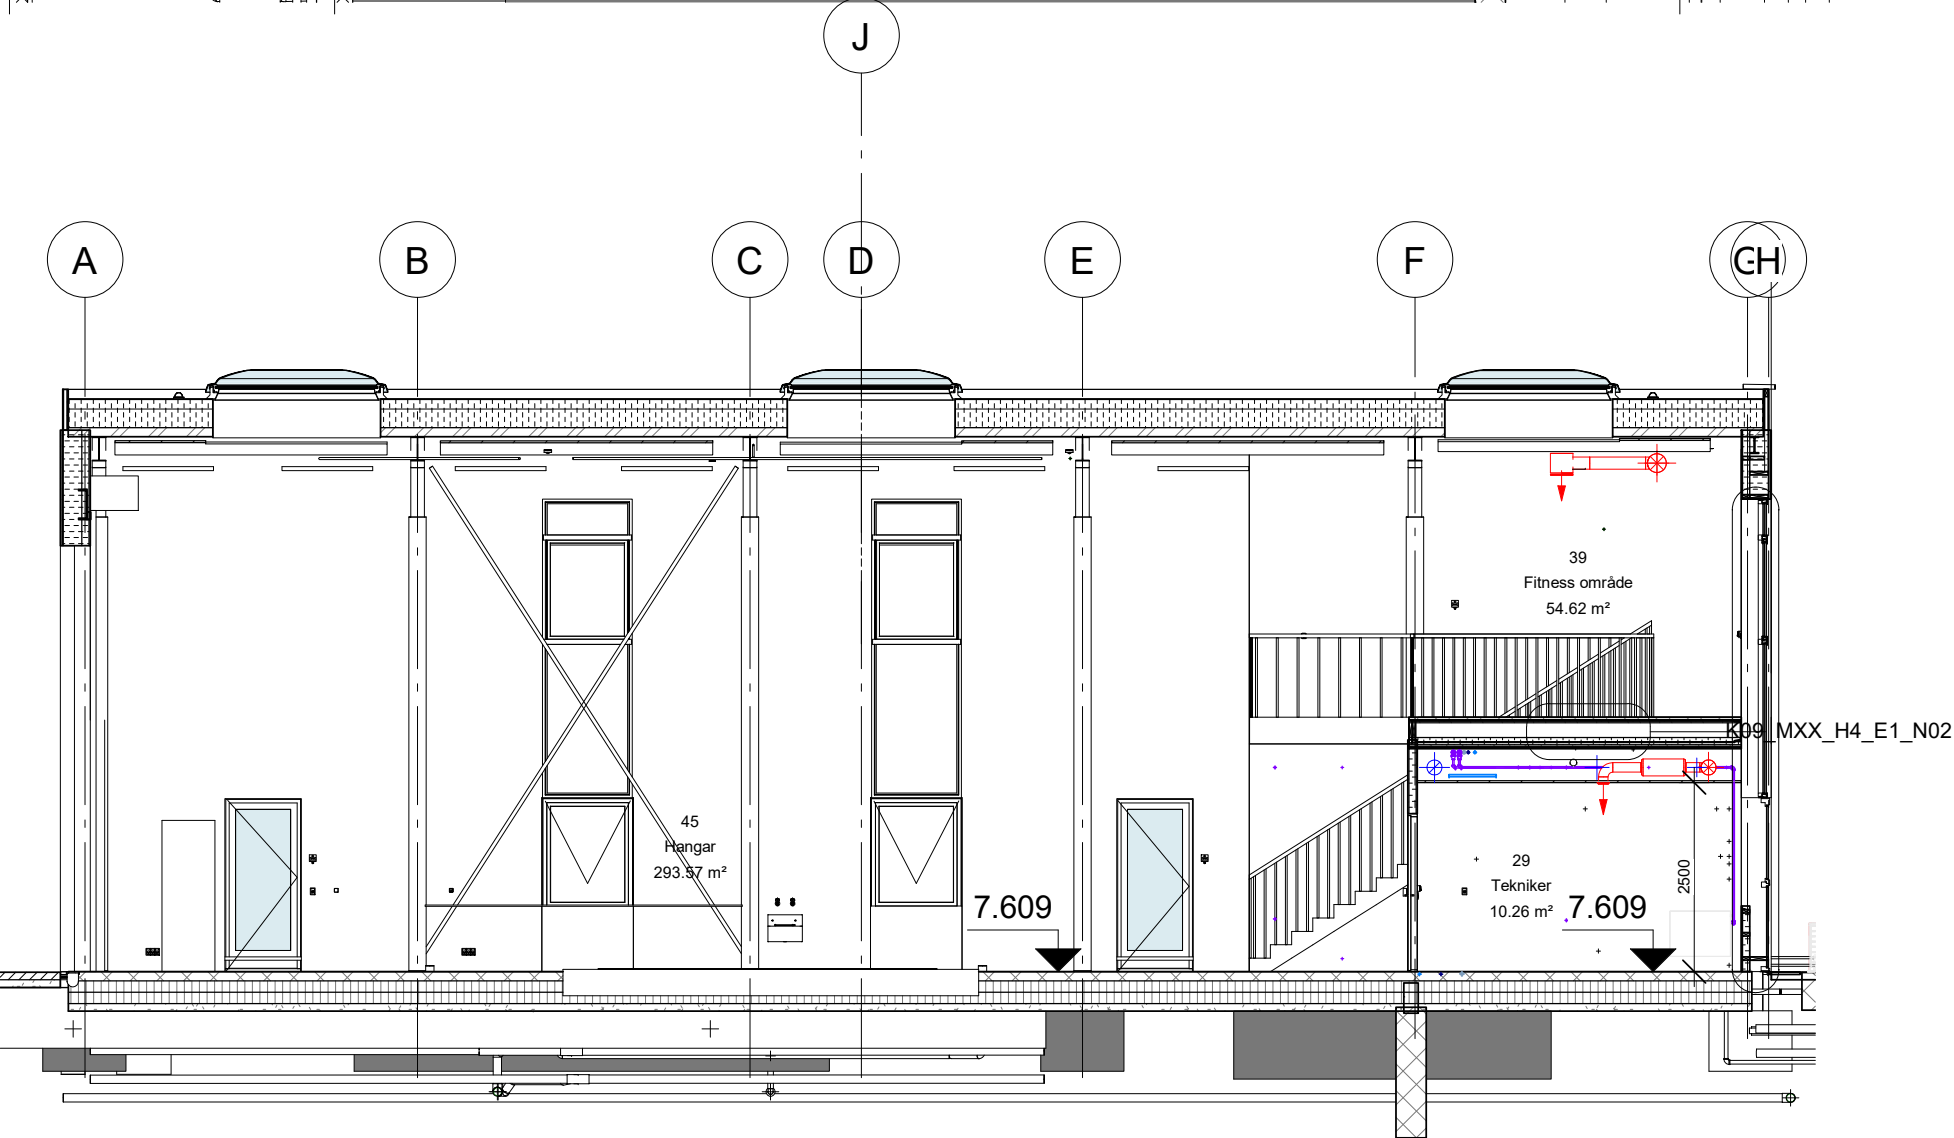 J
A
B
C
D
E
F
G
H
39
Fitness område
54.62 m²
K09_MXX_H4_E1_N02
45
Hangar
293.57 m²
29
Tekniker
10.26 m²
2500
7.609
7.609